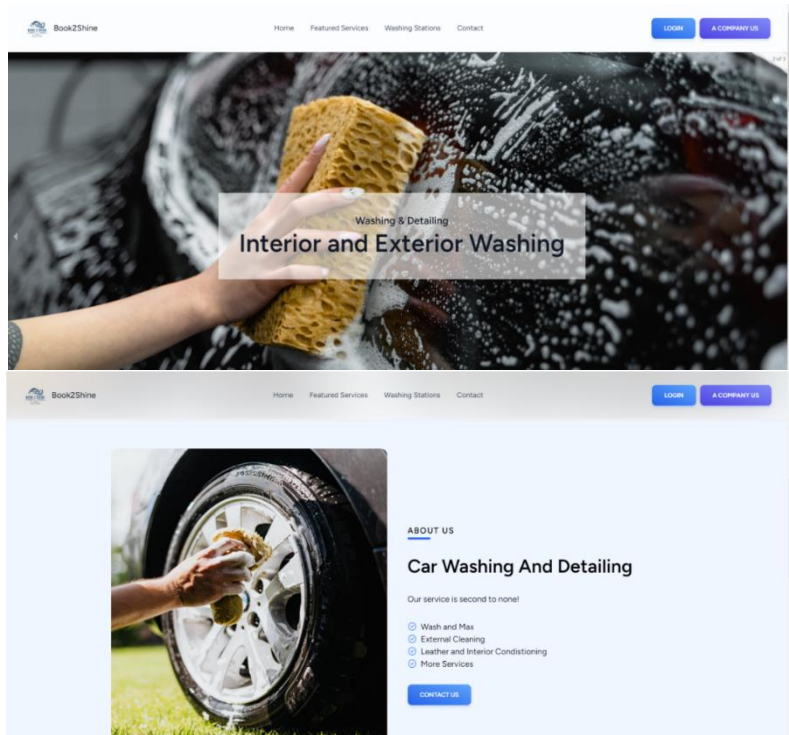 Book2Shine
Home Featured Services Washing Stations Contact
LOGIN
A COMPANY US
Washing & Detailing
Interior and Exterior Washing
Book2Shine
Home Featured Services Washing Stations Contact
LOGIN
A COMPANY US
ABOUT US
Car Washing And Detailing
Our service is second to none!
Wash and Max
External Cleaning
Leather and Interior Condistioning
More Services
CONTACT US